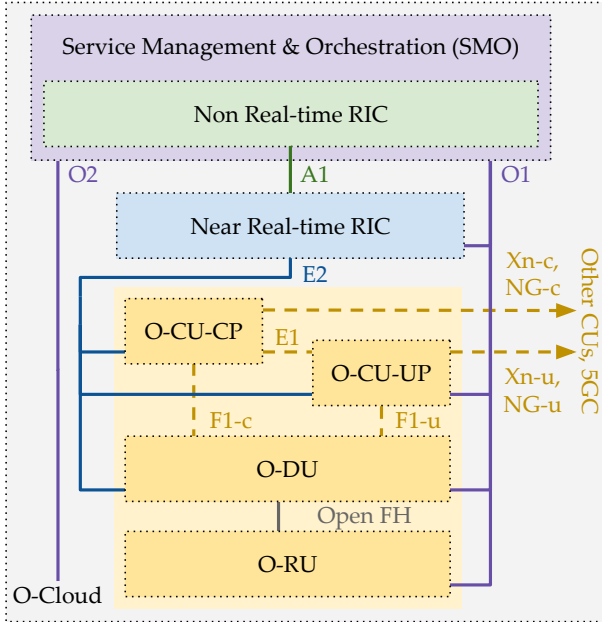 Service Management & Orchestration (SMO)
Non Real-time RIC
O2
A1
O1
Near Real-time RIC
E2
Xn-c,
NG-c
O-CU-CP
E1
O-CU-UP
Xn-u,
NG-u
Other CUs, 5GC
F1-c
F1-u
O-DU
Open FH
O-RU
O-Cloud